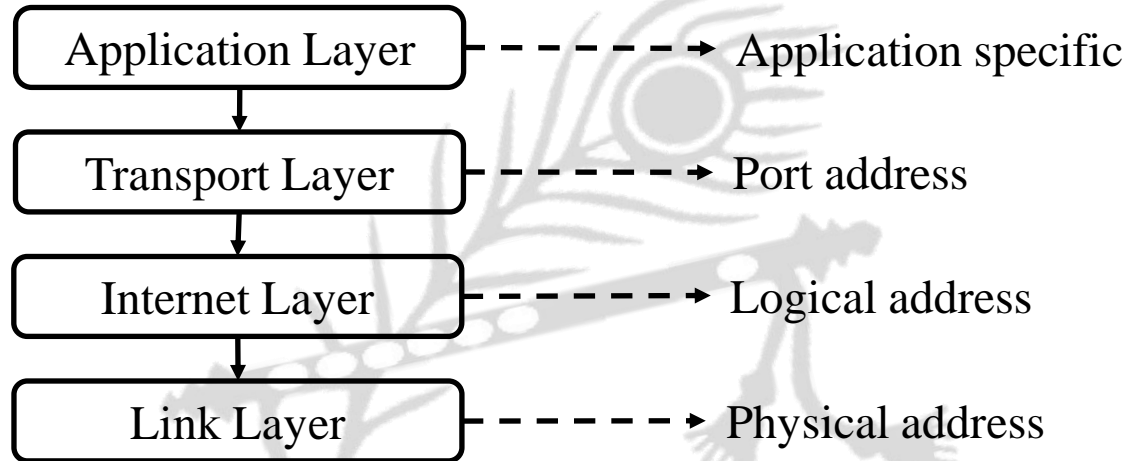 Application Layer
Application specific
Transport Layer
Port address
Internet Layer
Logical address
Link Layer
Physical address